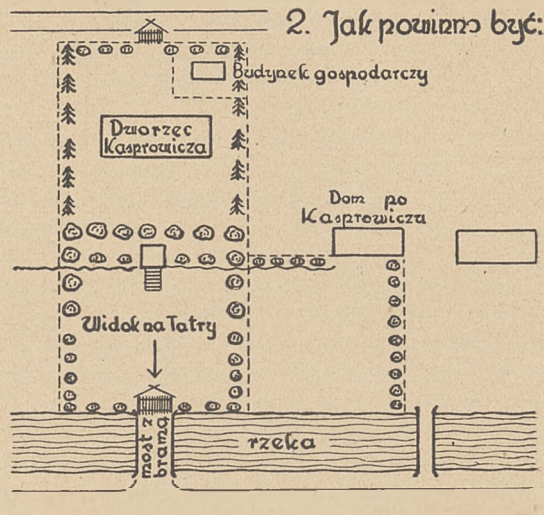 2. Jak powinno być:
Budynek gospodarczy
Dworzec
Kasprowicza
Dom po
Kasprowiczu
Widok na Tatry
most z
bramą
rzeka